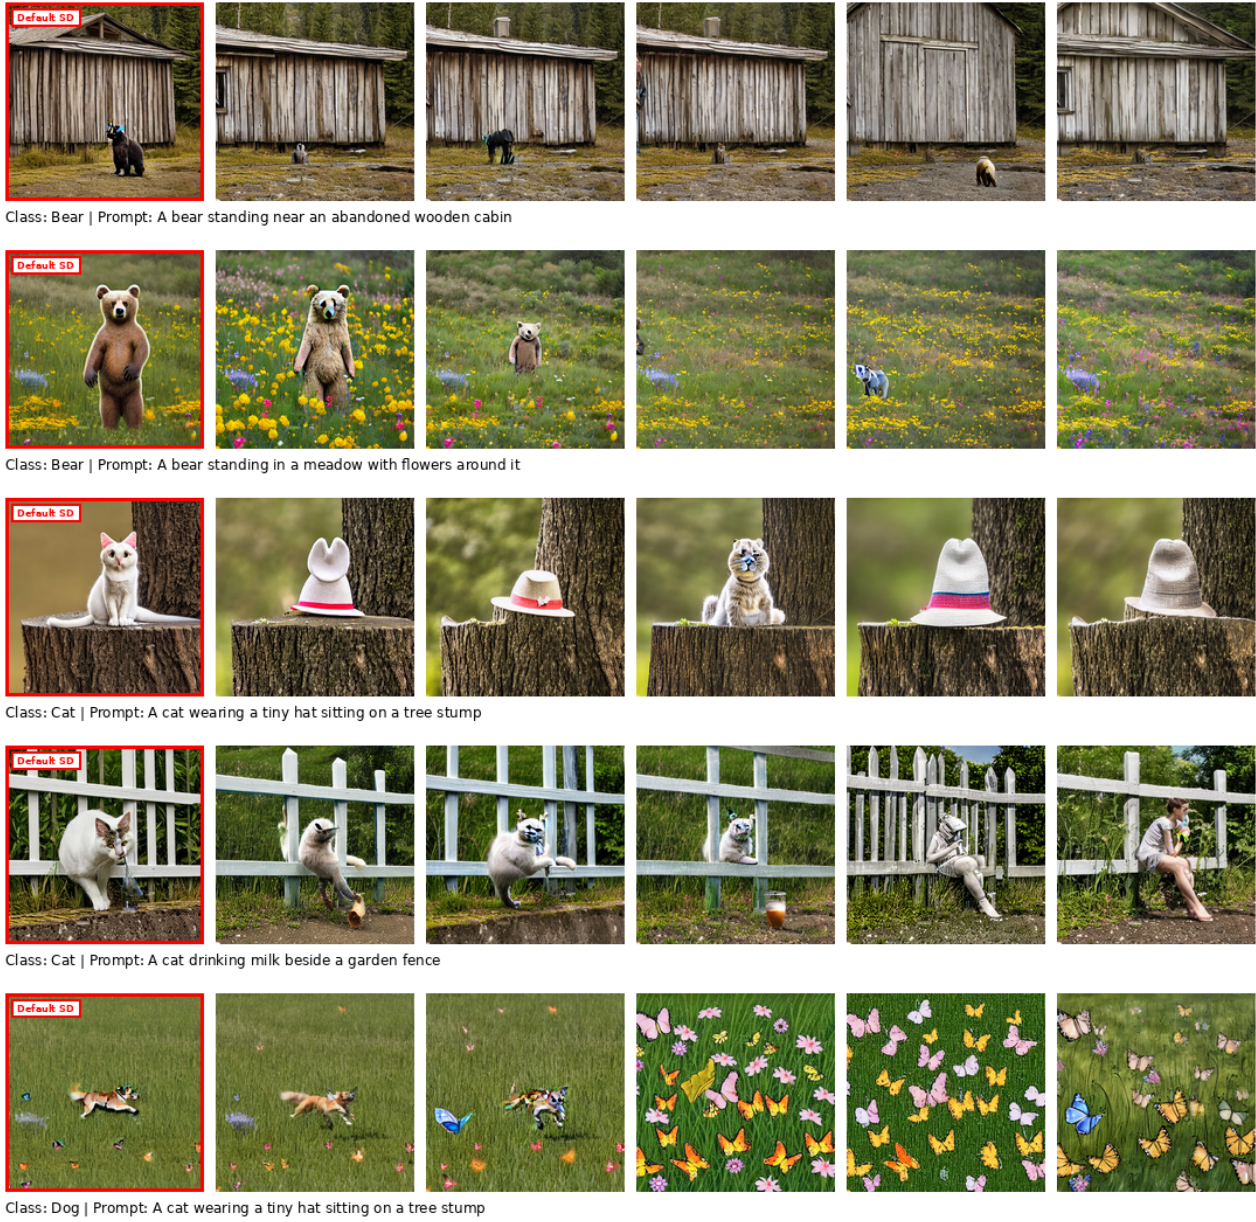 Default SD
Class: Bear | Prompt: A bear standing near an abandoned wooden cabin
Default SD
Class: Bear | Prompt: A bear standing in a meadow with flowers around it
Default SD
Class: Cat | Prompt: A cat wearing a tiny hat sitting on a tree stump
Default SD
Class: Cat | Prompt: A cat drinking milk beside a garden fence
Default SD
Class: Dog | Prompt: A cat wearing a tiny hat sitting on a tree stump